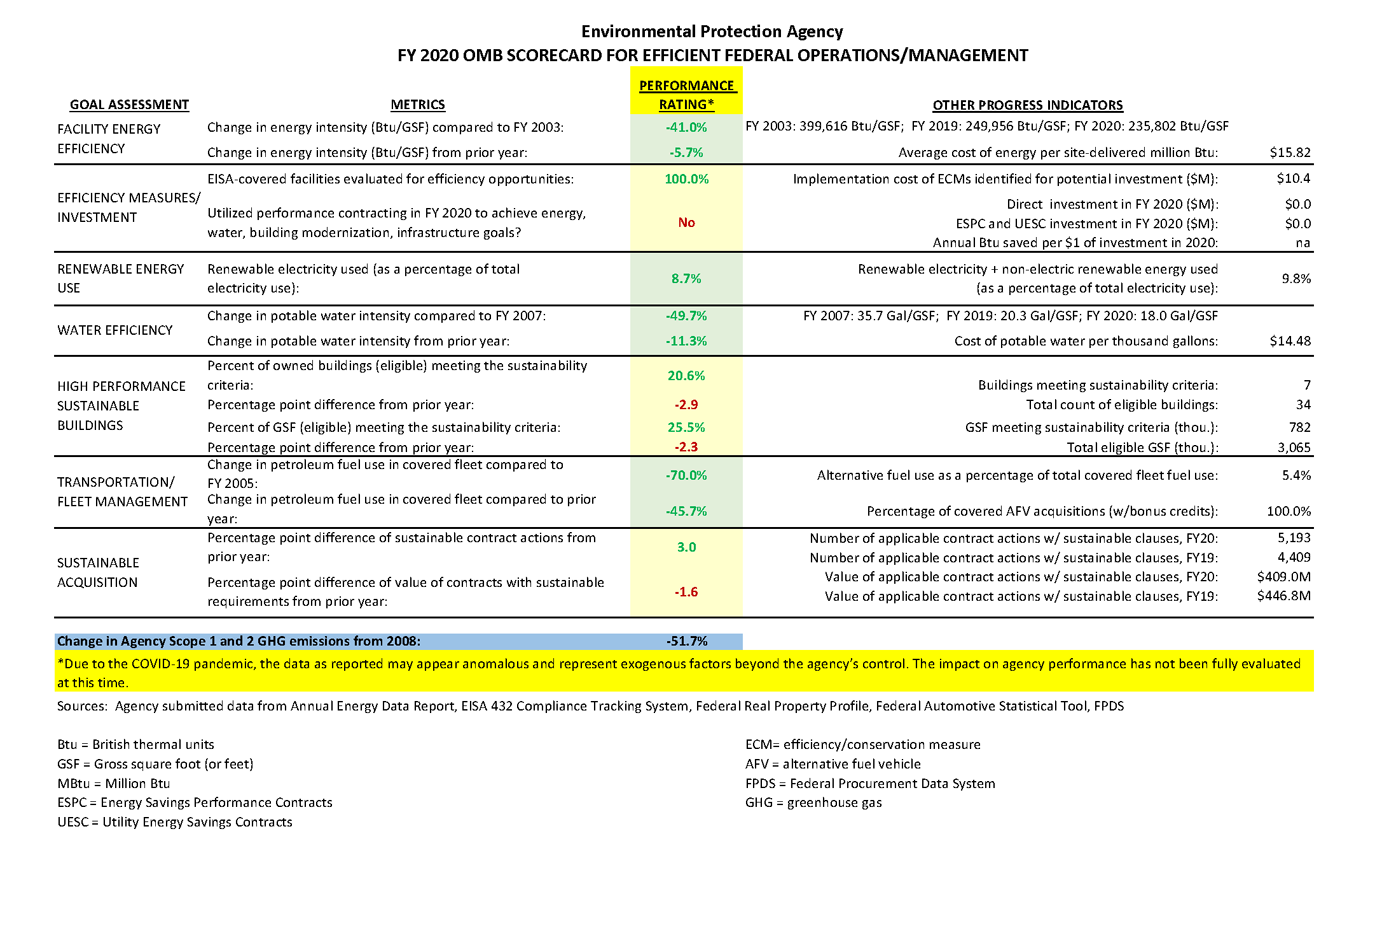 Environmental Protection Agency
FY 2020 OMB SCORECARD FOR EFFICIENT FEDERAL OPERATIONS/MANAGEMENT
GOAL ASSESSMENT METRICS PERFORMANCE RATING* OTHER PROGRESS INDICATORS
FACILITY ENERGY EFFICIENCY
Change in energy intensity (Btu/GSF) compared to FY 2003: -41.0% FY 2003: 399,616 Btu/GSF; FY 2019: 249,956 Btu/GSF; FY 2020: 235,802 Btu/GSF
Change in energy intensity (Btu/GSF) from prior year: -5.7% Average cost of energy per site-delivered million Btu: $15.82
EFFICIENCY MEASURES/
INVESTMENT
EISA-covered facilities evaluated for efficiency opportunities: 100.0% Implementation cost of ECMs identified for potential investment ($M): $10.4
Utilized performance contracting in FY 2020 to achieve energy,
water, building modernization, infrastructure goals? No
Direct investment in FY 2020 ($M): $0.0
ESPC and UESC investment in FY 2020 ($M): $0.0
Annual Btu saved per $1 of investment in 2020: na
RENEWABLE ENERGY
USE
Renewable electricity used (as a percentage of total
electricity use): 8.7%
Renewable electricity + non-electric renewable energy used
(as a percentage of total electricity use): 9.8%
WATER EFFICIENCY
Change in potable water intensity compared to FY 2007: -49.7% FY 2007: 35.7 Gal/GSF; FY 2019: 20.3 Gal/GSF; FY 2020: 18.0 Gal/GSF
Change in potable water intensity from prior year: -11.3% Cost of potable water per thousand gallons: $14.48
HIGH PERFORMANCE
SUSTAINABLE
BUILDINGS
Percent of owned buildings (eligible) meeting the sustainability
criteria: 20.6% Buildings meeting sustainability criteria: 7
Percentage point difference from prior year: -2.9 Total count of eligible buildings: 34
Percent of GSF (eligible) meeting the sustainability criteria: 25.5% GSF meeting sustainability criteria (thou.): 782
Percentage point difference from prior year: -2.3 Total eligible GSF (thou.): 3,065
TRANSPORTATION/
FLEET MANAGEMENT
Change in petroleum fuel use in covered fleet compared to
FY 2005: -70.0% Alternative fuel use as a percentage of total covered fleet fuel use: 5.4%
Change in petroleum fuel use in covered fleet compared to prior
year: -45.7% Percentage of covered AFV acquisitions (w/bonus credits): 100.0%
SUSTAINABLE
ACQUISITION
Percentage point difference of sustainable contract actions from
prior year: 3.0
Number of applicable contract actions w/ sustainable clauses, FY20: 5,193
Number of applicable contract actions w/ sustainable clauses, FY19: 4,409
Percentage point difference of value of contracts with sustainable
requirements from prior year: -1.6
Value of applicable contract actions w/ sustainable clauses, FY20: $409.0M
Value of applicable contract actions w/ sustainable clauses, FY19: $446.8M
Change in Agency Scope 1 and 2 GHG emissions from 2008: -51.7%
*Due to the COVID-19 pandemic, the data as reported may appear anomalous and represent exogenous factors beyond the agency's control. The impact on agency performance has not been fully evaluated
at this time.
Sources: Agency submitted data from Annual Energy Data Report, EISA 432 Compliance Tracking System, Federal Real Property Profile, Federal Automotive Statistical Tool, FPDS
Btu = British thermal units
GSF = Gross square foot (or feet)
MBtu = Million Btu
ESPC = Energy Savings Performance Contracts
UESC = Utility Energy Savings Contracts
ECM= efficiency/conservation measure
AFV = alternative fuel vehicle
FPDS = Federal Procurement Data System
GHG = greenhouse gas